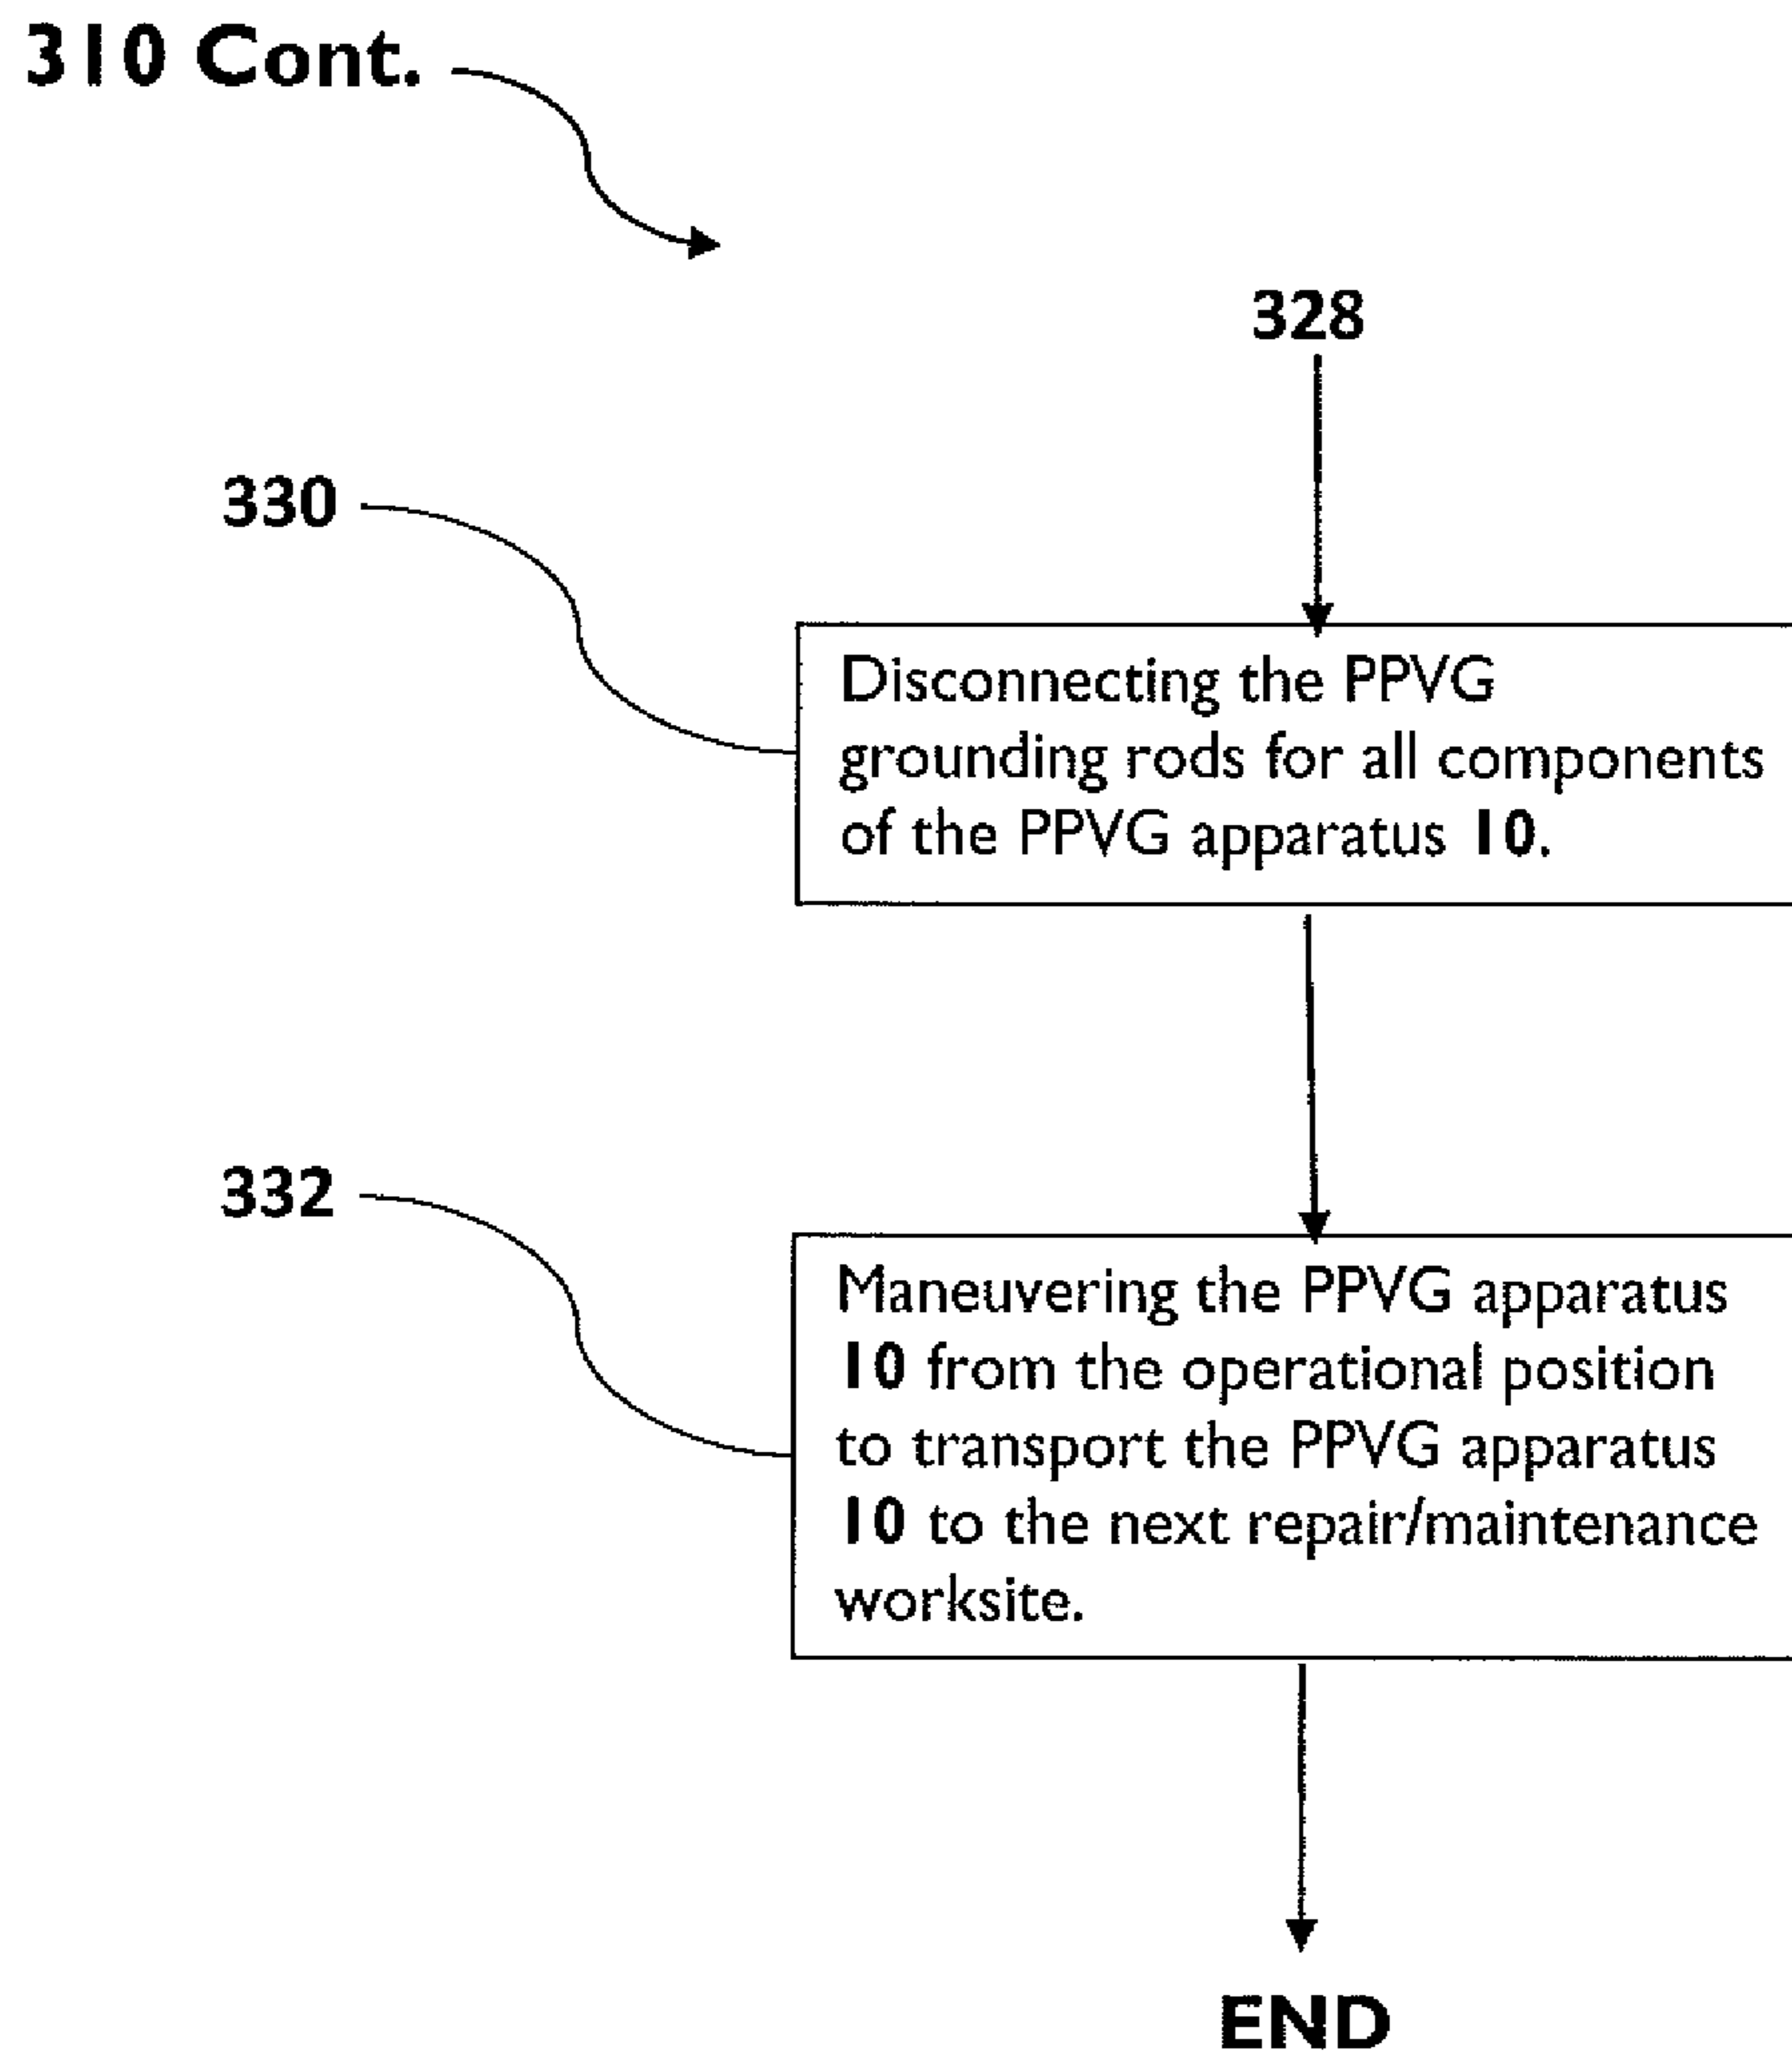 310 Cont.
328
330
Disconnecting the PPVG
grounding rods for all components
of the PPVG apparatus 10.
332
Maneuvering the PPVG apparatus
10 from the operational position
to transport the PPVG apparatus
10 to the next repair/maintenance
worksite.
END